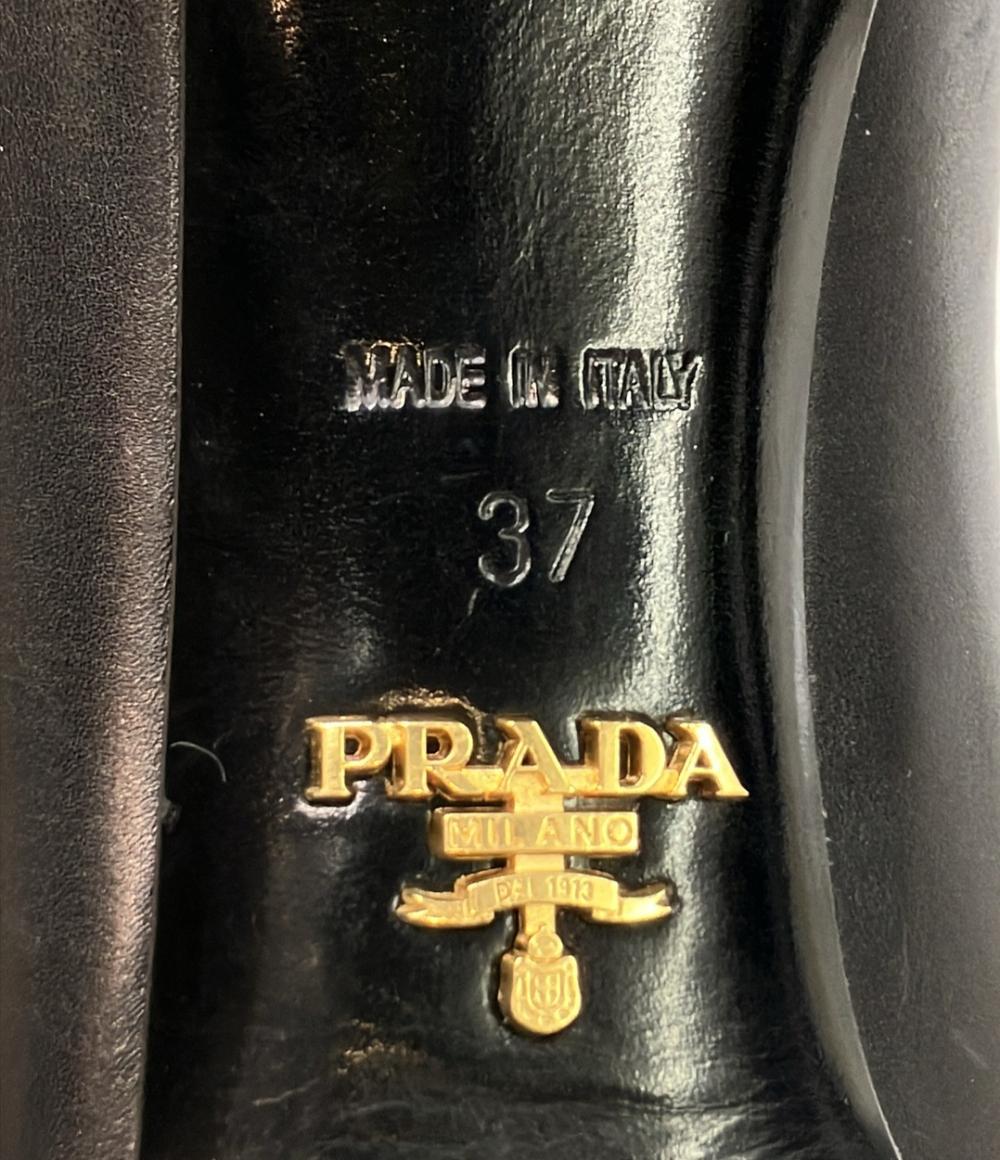 MADE IN ITALY
37
PRADA
MILANO
DAL 1913